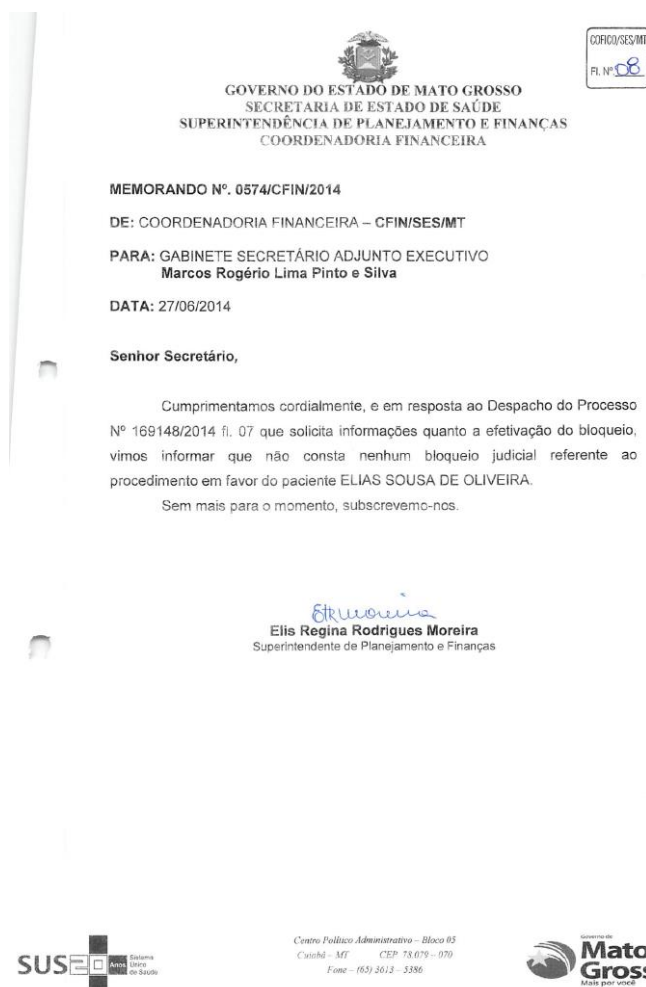 COFICO/SES/MT
Fl. Nº 08
GOVERNO DO ESTADO DE MATO GROSSO
SECRETARIA DE ESTADO DE SAÚDE
SUPERINTENDÊNCIA DE PLANEJAMENTO E FINANÇAS
COORDENADORIA FINANCEIRA
MEMORANDO Nº. 0574/CFIN/2014
DE: COORDENADORIA FINANCEIRA – CFIN/SES/MT
PARA: GABINETE SECRETÁRIO ADJUNTO EXECUTIVO
Marcos Rogério Lima Pinto e Silva
DATA: 27/06/2014
Senhor Secretário,
Cumprimentamos cordialmente, e em resposta ao Despacho do Processo
Nº 169148/2014 fl. 07 que solicita informações quanto a efetivação do bloqueio,
vimos informar que não consta nenhum bloqueio judicial referente ao
procedimento em favor do paciente ELIAS SOUSA DE OLIVEIRA.
Sem mais para o momento, subscrevemo-nos.
Elis Regina Rodrigues Moreira
Superintendente de Planejamento e Finanças
SUS 20 Anos Sistema Único de Saúde
Centro Político Administrativo – Bloco 05
Cuiabá – MT CEP 78.079 – 070
Fone – (65) 3613 – 5386
Governo de
Mato
Gross
Mais por você